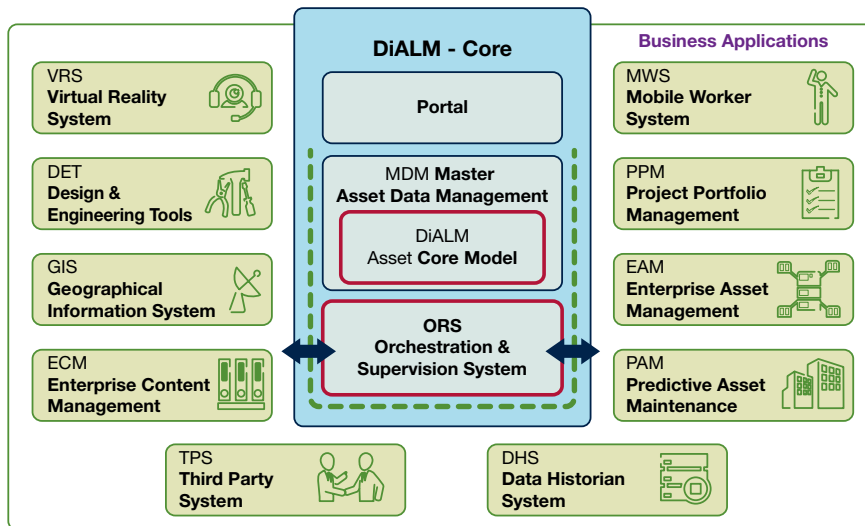 DiALM - Core
Business Applications
Portal
MDM Master
Asset Data Management
DiALM
Asset Core Model
ORS
Orchestration &
Supervision System
VRS
Virtual Reality
System
DET
Design &
Engineering Tools
GIS
Geographical
Information System
ECM
Enterprise Content
Management
MWS
Mobile Worker
System
PPM
Project Portfolio
Management
EAM
Enterprise Asset
Management
PAM
Predictive Asset
Maintenance
TPS
Third Party
System
DHS
Data Historian
System